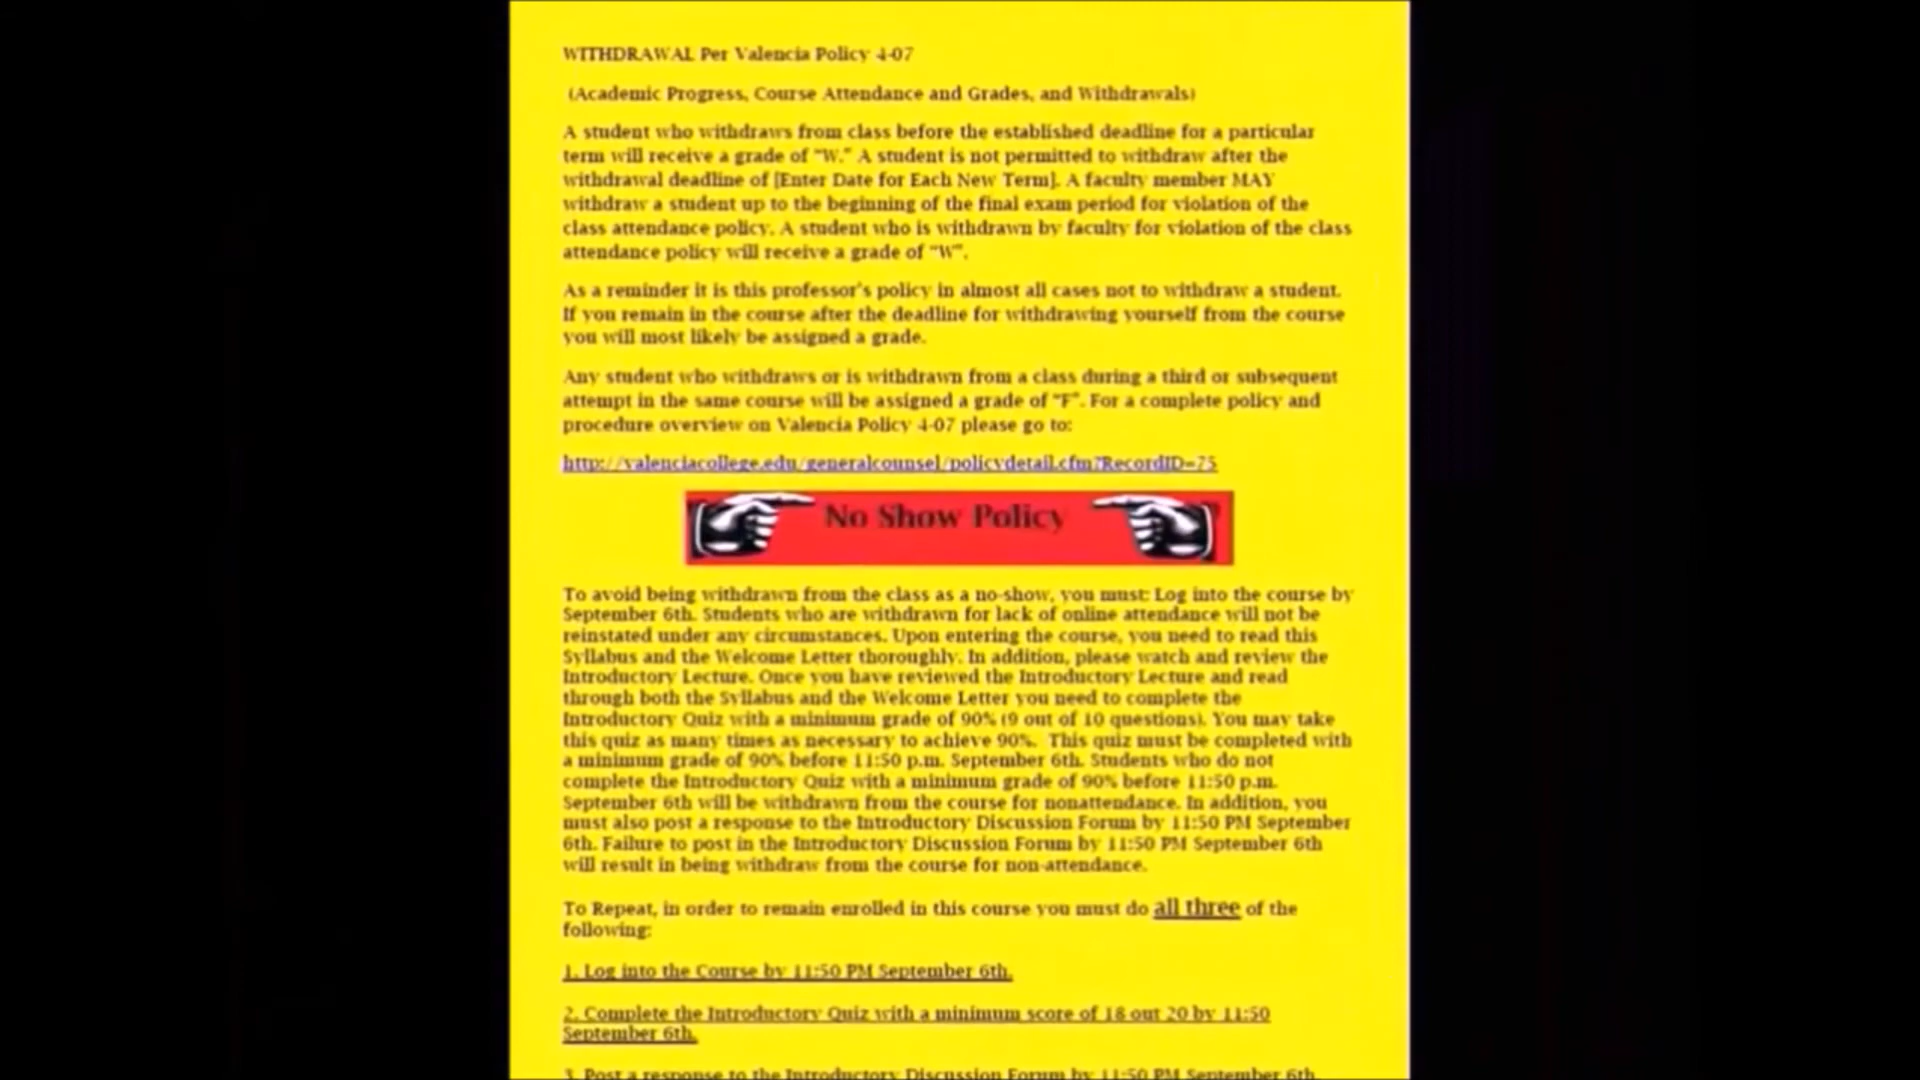 WITHDRAWAL Per Valencia Policy 4-07
(Academic Progress, Course Attendance and Grades, and Withdrawals)
A student who withdraws from class before the established deadline for a particular
term will receive a grade of "W." A student is not permitted to withdraw after the
withdrawal deadline of [Enter Date for Each New Term]. A faculty member MAY
withdraw a student up to the beginning of the final exam period for violation of the
class attendance policy. A student who is withdrawn by faculty for violation of the class
attendance policy will receive a grade of "W".
As a reminder it is this professor's policy in almost all cases not to withdraw a student.
If you remain in the course after the deadline for withdrawing yourself from the course
you will most likely be assigned a grade.
Any student who withdraws or is withdrawn from a class during a third or subsequent
attempt in the same course will be assigned a grade of "F". For a complete policy and
procedure overview on Valencia Policy 4-07 please go to:
http://valenciacollege.edu/generalcounsel/policydetail.cfm?RecordID=75
No Show Policy
To avoid being withdrawn from the class as a no-show, you must: Log into the course by
September 6th. Students who are withdrawn for lack of online attendance will not be
reinstated under any circumstances. Upon entering the course, you need to read this
Syllabus and the Welcome Letter thoroughly. In addition, please watch and review the
Introductory Lecture. Once you have reviewed the Introductory Lecture and read
through both the Syllabus and the Welcome Letter you need to complete the
Introductory Quiz with a minimum grade of 90% (9 out of 10 questions). You may take
this quiz as many times as necessary to achieve 90%. This quiz must be completed with
a minimum grade of 90% before 11:50 p.m. September 6th. Students who do not
complete the Introductory Quiz with a minimum grade of 90% before 11:50 p.m.
September 6th will be withdrawn from the course for nonattendance. In addition, you
must also post a response to the Introductory Discussion Forum by 11:50 PM September
6th. Failure to post in the Introductory Discussion Forum by 11:50 PM September 6th
will result in being withdraw from the course for non-attendance.
To Repeat, in order to remain enrolled in this course you must do all three of the
following:
1. Log into the Course by 11:50 PM September 6th.
2. Complete the Introductory Quiz with a minimum score of 18 out 20 by 11:50
September 6th.
3. Post a response to the Introductory Discussion Forum by 11:50 PM September 6th.